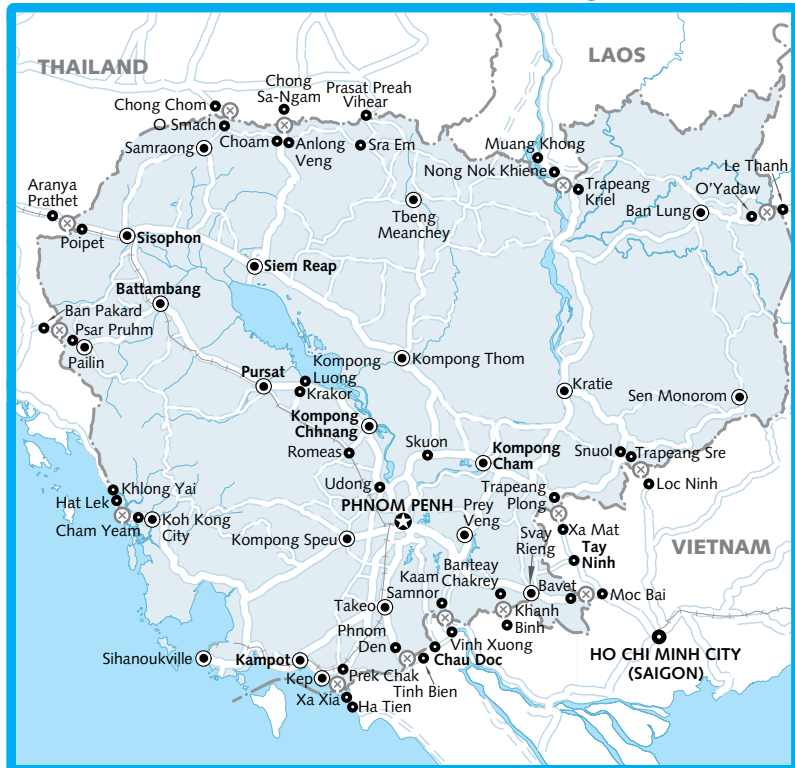 THAILAND
LAOS
Chong
Sa-Ngam
Prasat Preah
Vihear
Chong Chom
O Smach
Samraong
Choam
Anlong
Veng
Sra Em
Muang Khong
Nong Nok Khiene
Trapeang
Kriel
Le Thanh
O'Yadaw
Ban Lung
Aranya
Prathet
Poipet
Sisophon
Tbeng
Meanchey
Siem Reap
Battambang
Ban Pakard
Psar Pruhm
Pailin
Kompong
Luong
Krakor
Pursat
Kompong Thom
Kratie
Sen Monorom
Kompong
Chhnang
Romeas
Skuon
Kompong
Cham
Snuol
Trapeang Sre
Loc Ninh
Khlong Yai
Hat Lek
Cham Yeam
Koh Kong
City
Udong
PHNOM PENH
Trapeang
Plong
Prey
Veng
Xa Mat
Tay
Ninh
VIETNAM
Kompong Speu
Svay
Rieng
Banteay
Chakrey
Kaam
Samnor
Bavet
Moc Bai
Takeo
Khanh
Binh
Phnom
Den
Vinh Xuong
Chau Doc
HO CHI MINH CITY
(SAIGON)
Sihanoukville
Kampot
Kep
Prek Chak
Tinh Bien
Xa Xia
Ha Tien